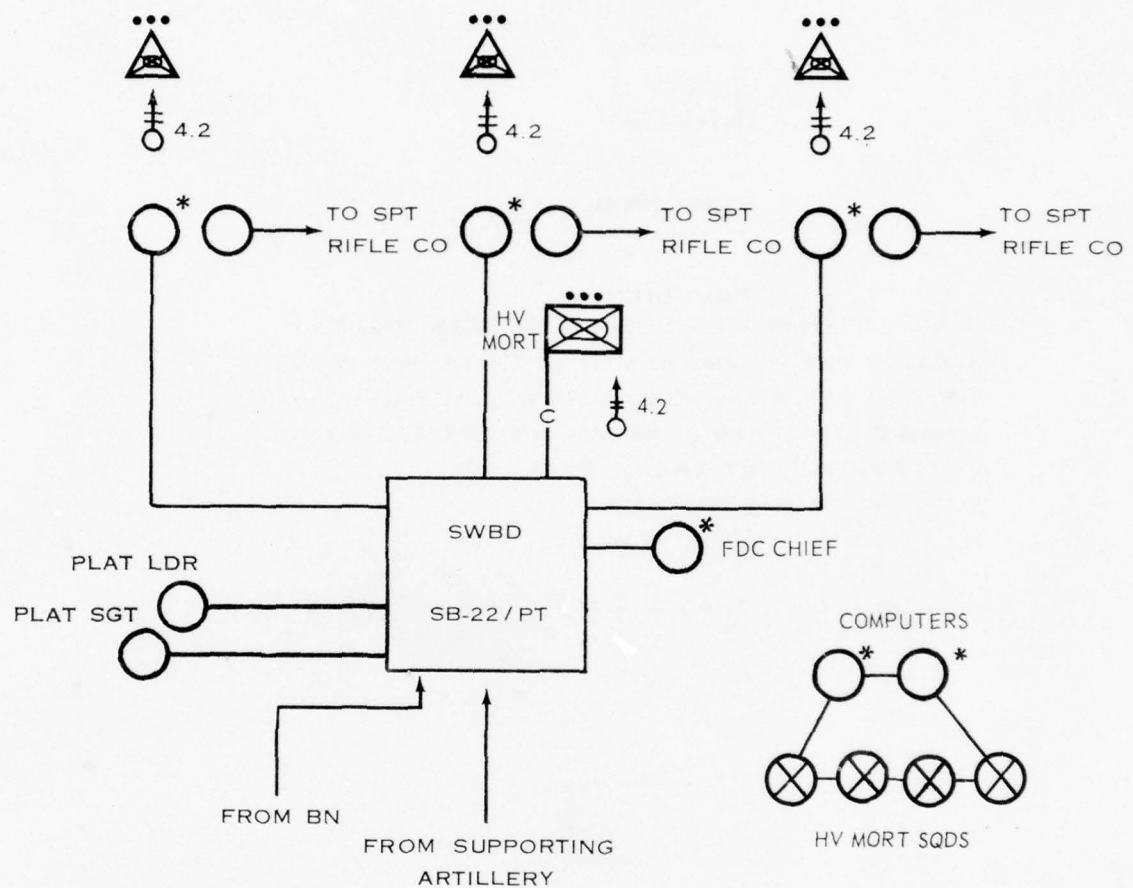 4.2
4.2
4.2
* TO SPT
RIFLE CO
* TO SPT
RIFLE CO
* TO SPT
RIFLE CO
HV
MORT
4.2
C
SWBD
SB-22/PT
* FDC CHIEF
PLAT LDR
PLAT SGT
COMPUTERS
* *
HV MORT SQDS
FROM BN
FROM SUPPORTING
ARTILLERY